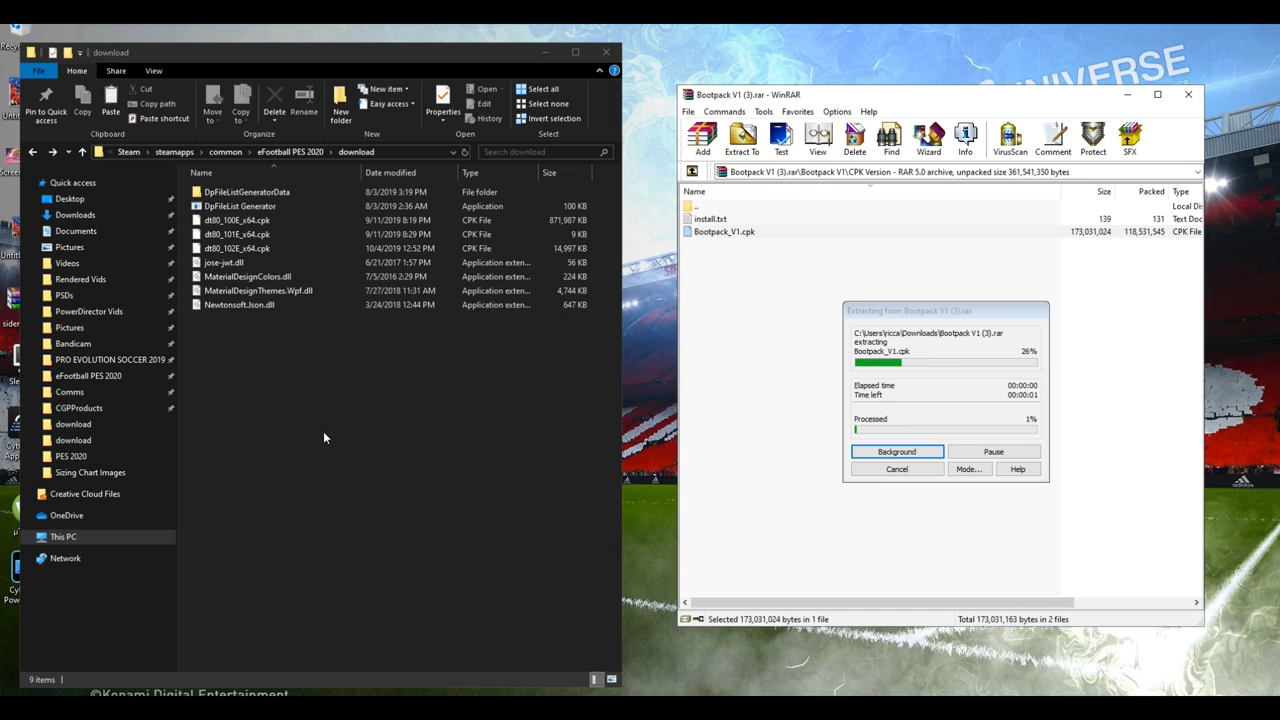 Recy
UNIVERSE
download
File Home Share View
Pin to Quick access
Copy
Paste
Cut
Copy path
Paste shortcut
Clipboard
Move to
Copy to
Delete
Rename
Organize
New folder
New item
Easy access
New
Properties
Open
Edit
History
Open
Select all
Select none
Invert selection
Select
Steam steamapps common eFootball PES 2020 download
Search download
Quick access
Desktop
Downloads
Documents
Pictures
Videos
Rendered Vids
PSDs
PowerDirector Vids
Pictures
Bandicam
PRO EVOLUTION SOCCER 2019
eFootball PES 2020
Comms
CGPProducts
download
download
PES 2020
Sizing Chart Images
Creative Cloud Files
OneDrive
This PC
Network
Name Date modified Type Size
DpFileListGeneratorData 8/3/2019 3:19 PM File folder
DpFileList Generator 8/3/2019 2:36 AM Application 100 KB
dt80_100E_x64.cpk 9/11/2019 8:19 PM CPK File 871,987 KB
dt80_101E_x64.cpk 9/11/2019 8:29 PM CPK File 9 KB
dt80_102E_x64.cpk 10/4/2019 12:52 PM CPK File 14,997 KB
jose-jwt.dll 6/21/2017 1:57 PM Application exten... 56 KB
MaterialDesignColors.dll 7/5/2016 2:29 PM Application exten... 224 KB
MaterialDesignThemes.Wpf.dll 7/27/2018 11:31 AM Application exten... 4,744 KB
Newtonsoft.Json.dll 3/24/2018 12:44 PM Application exten... 647 KB
9 items
©Konami Digital Entertainment
Bootpack V1 (3).rar - WinRAR
File Commands Tools Favorites Options Help
Add Extract To Test View Delete Find Wizard Info VirusScan Comment Protect SFX
Bootpack V1 (3).rar\Bootpack V1\CPK Version - RAR 5.0 archive, unpacked size 361,541,350 bytes
Name Size Packed Type
.. Local Dis
install.txt 139 131 Text Doc
Bootpack_V1.cpk 173,031,024 118,531,545 CPK File
Extracting from Bootpack V1 (3).rar
C:\Users\ricca\Downloads\Bootpack V1 (3).rar
extracting
Bootpack_V1.cpk 26%
Elapsed time 00:00:00
Time left 00:00:01
Processed 1%
Background Pause
Cancel Mode... Help
Selected 173,031,024 bytes in 1 file Total 173,031,163 bytes in 2 files
adidas